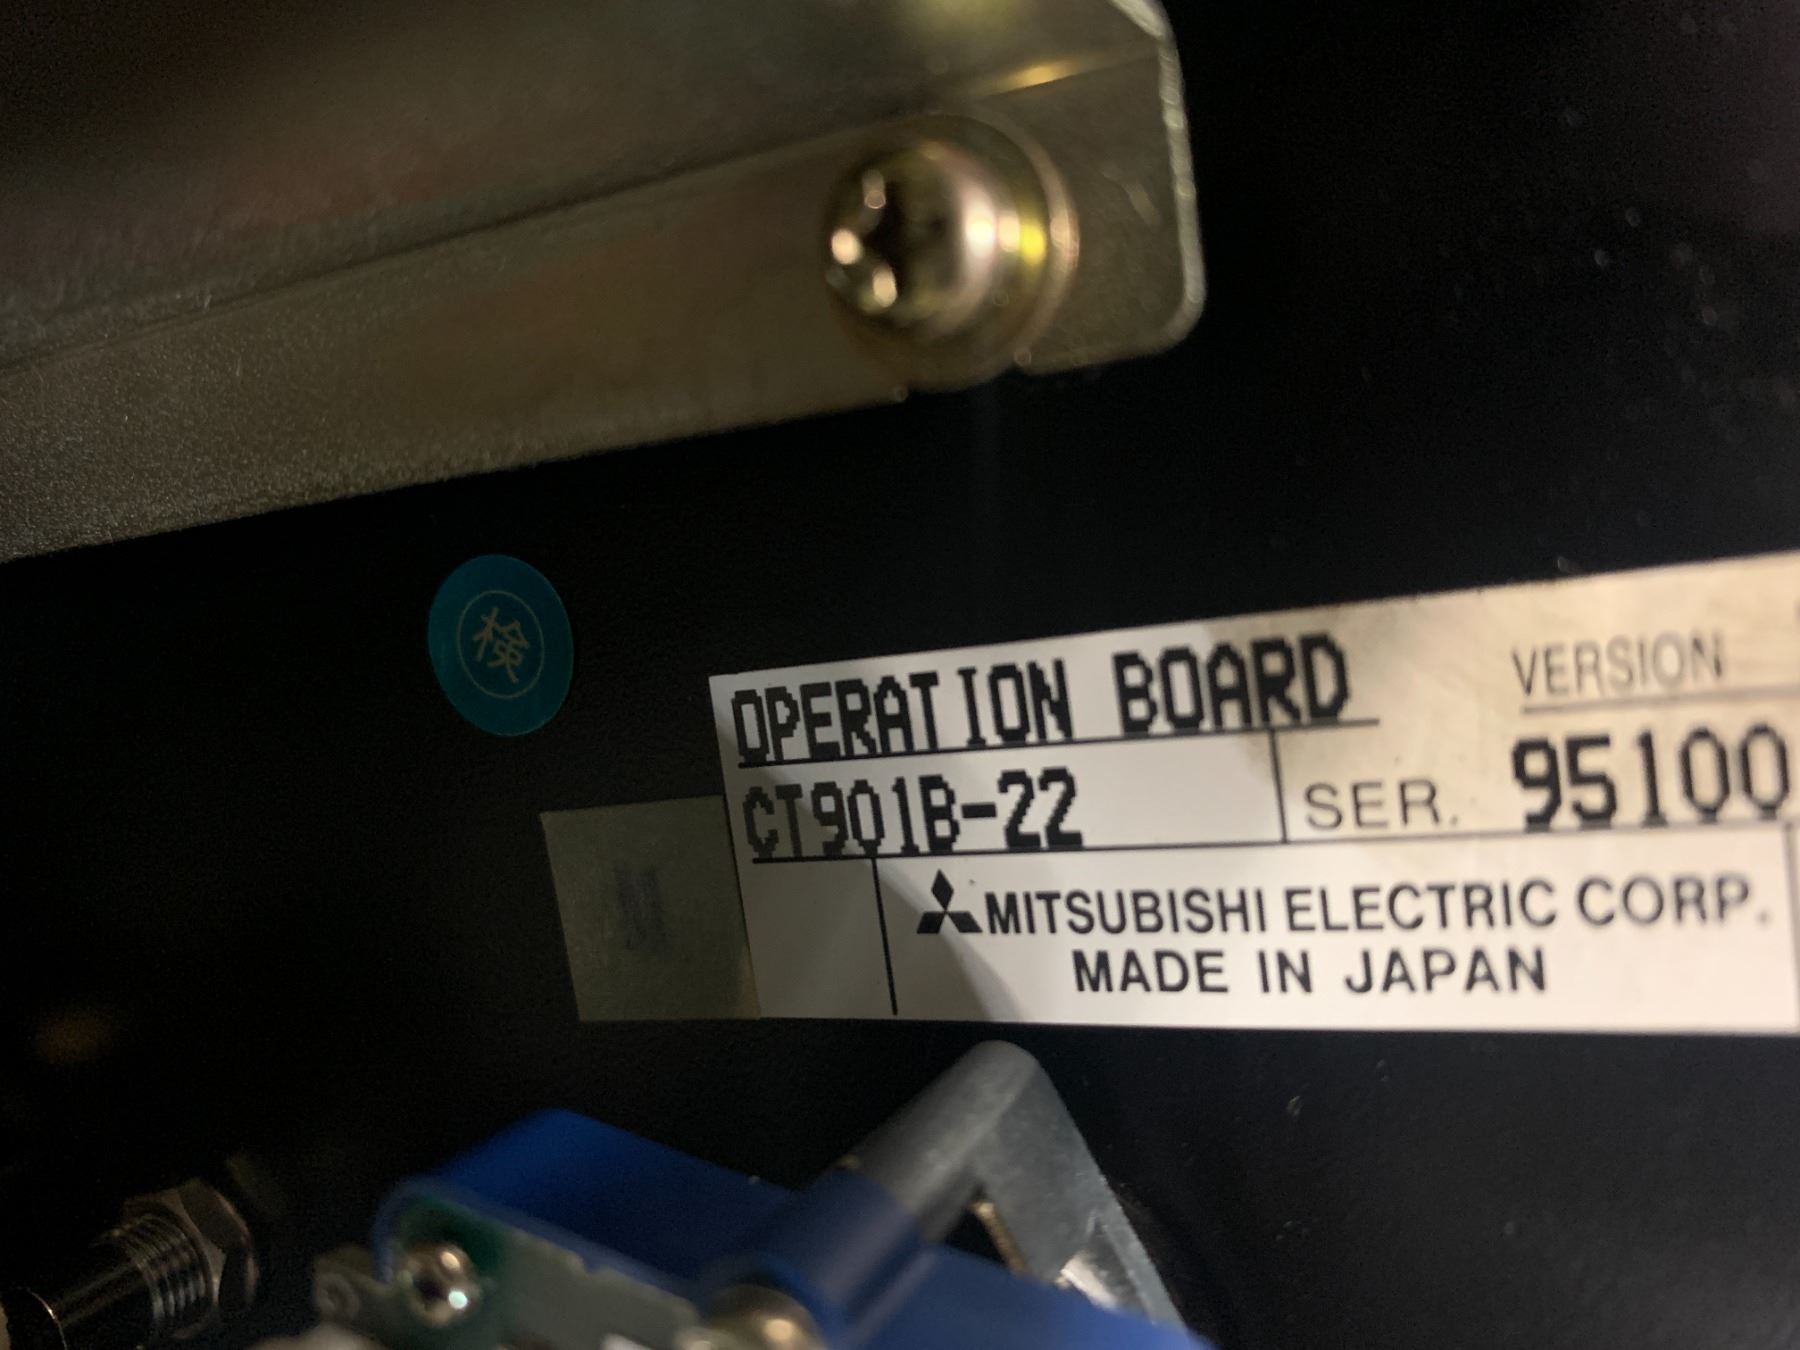 検
OPERATION BOARD
VERSION
CT901B-22
SER. 95100
MITSUBISHI ELECTRIC CORP.
MADE IN JAPAN